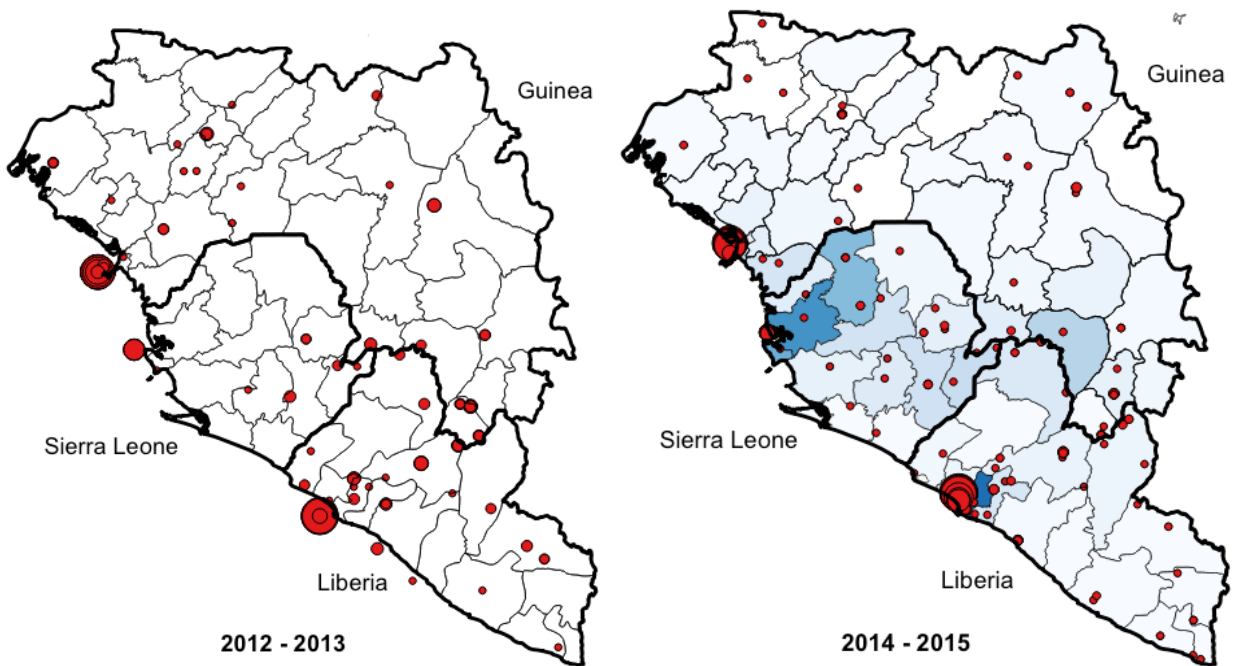 Guinea
Sierra Leone
Liberia
2012 - 2013
Guinea
Sierra Leone
Liberia
2014 - 2015